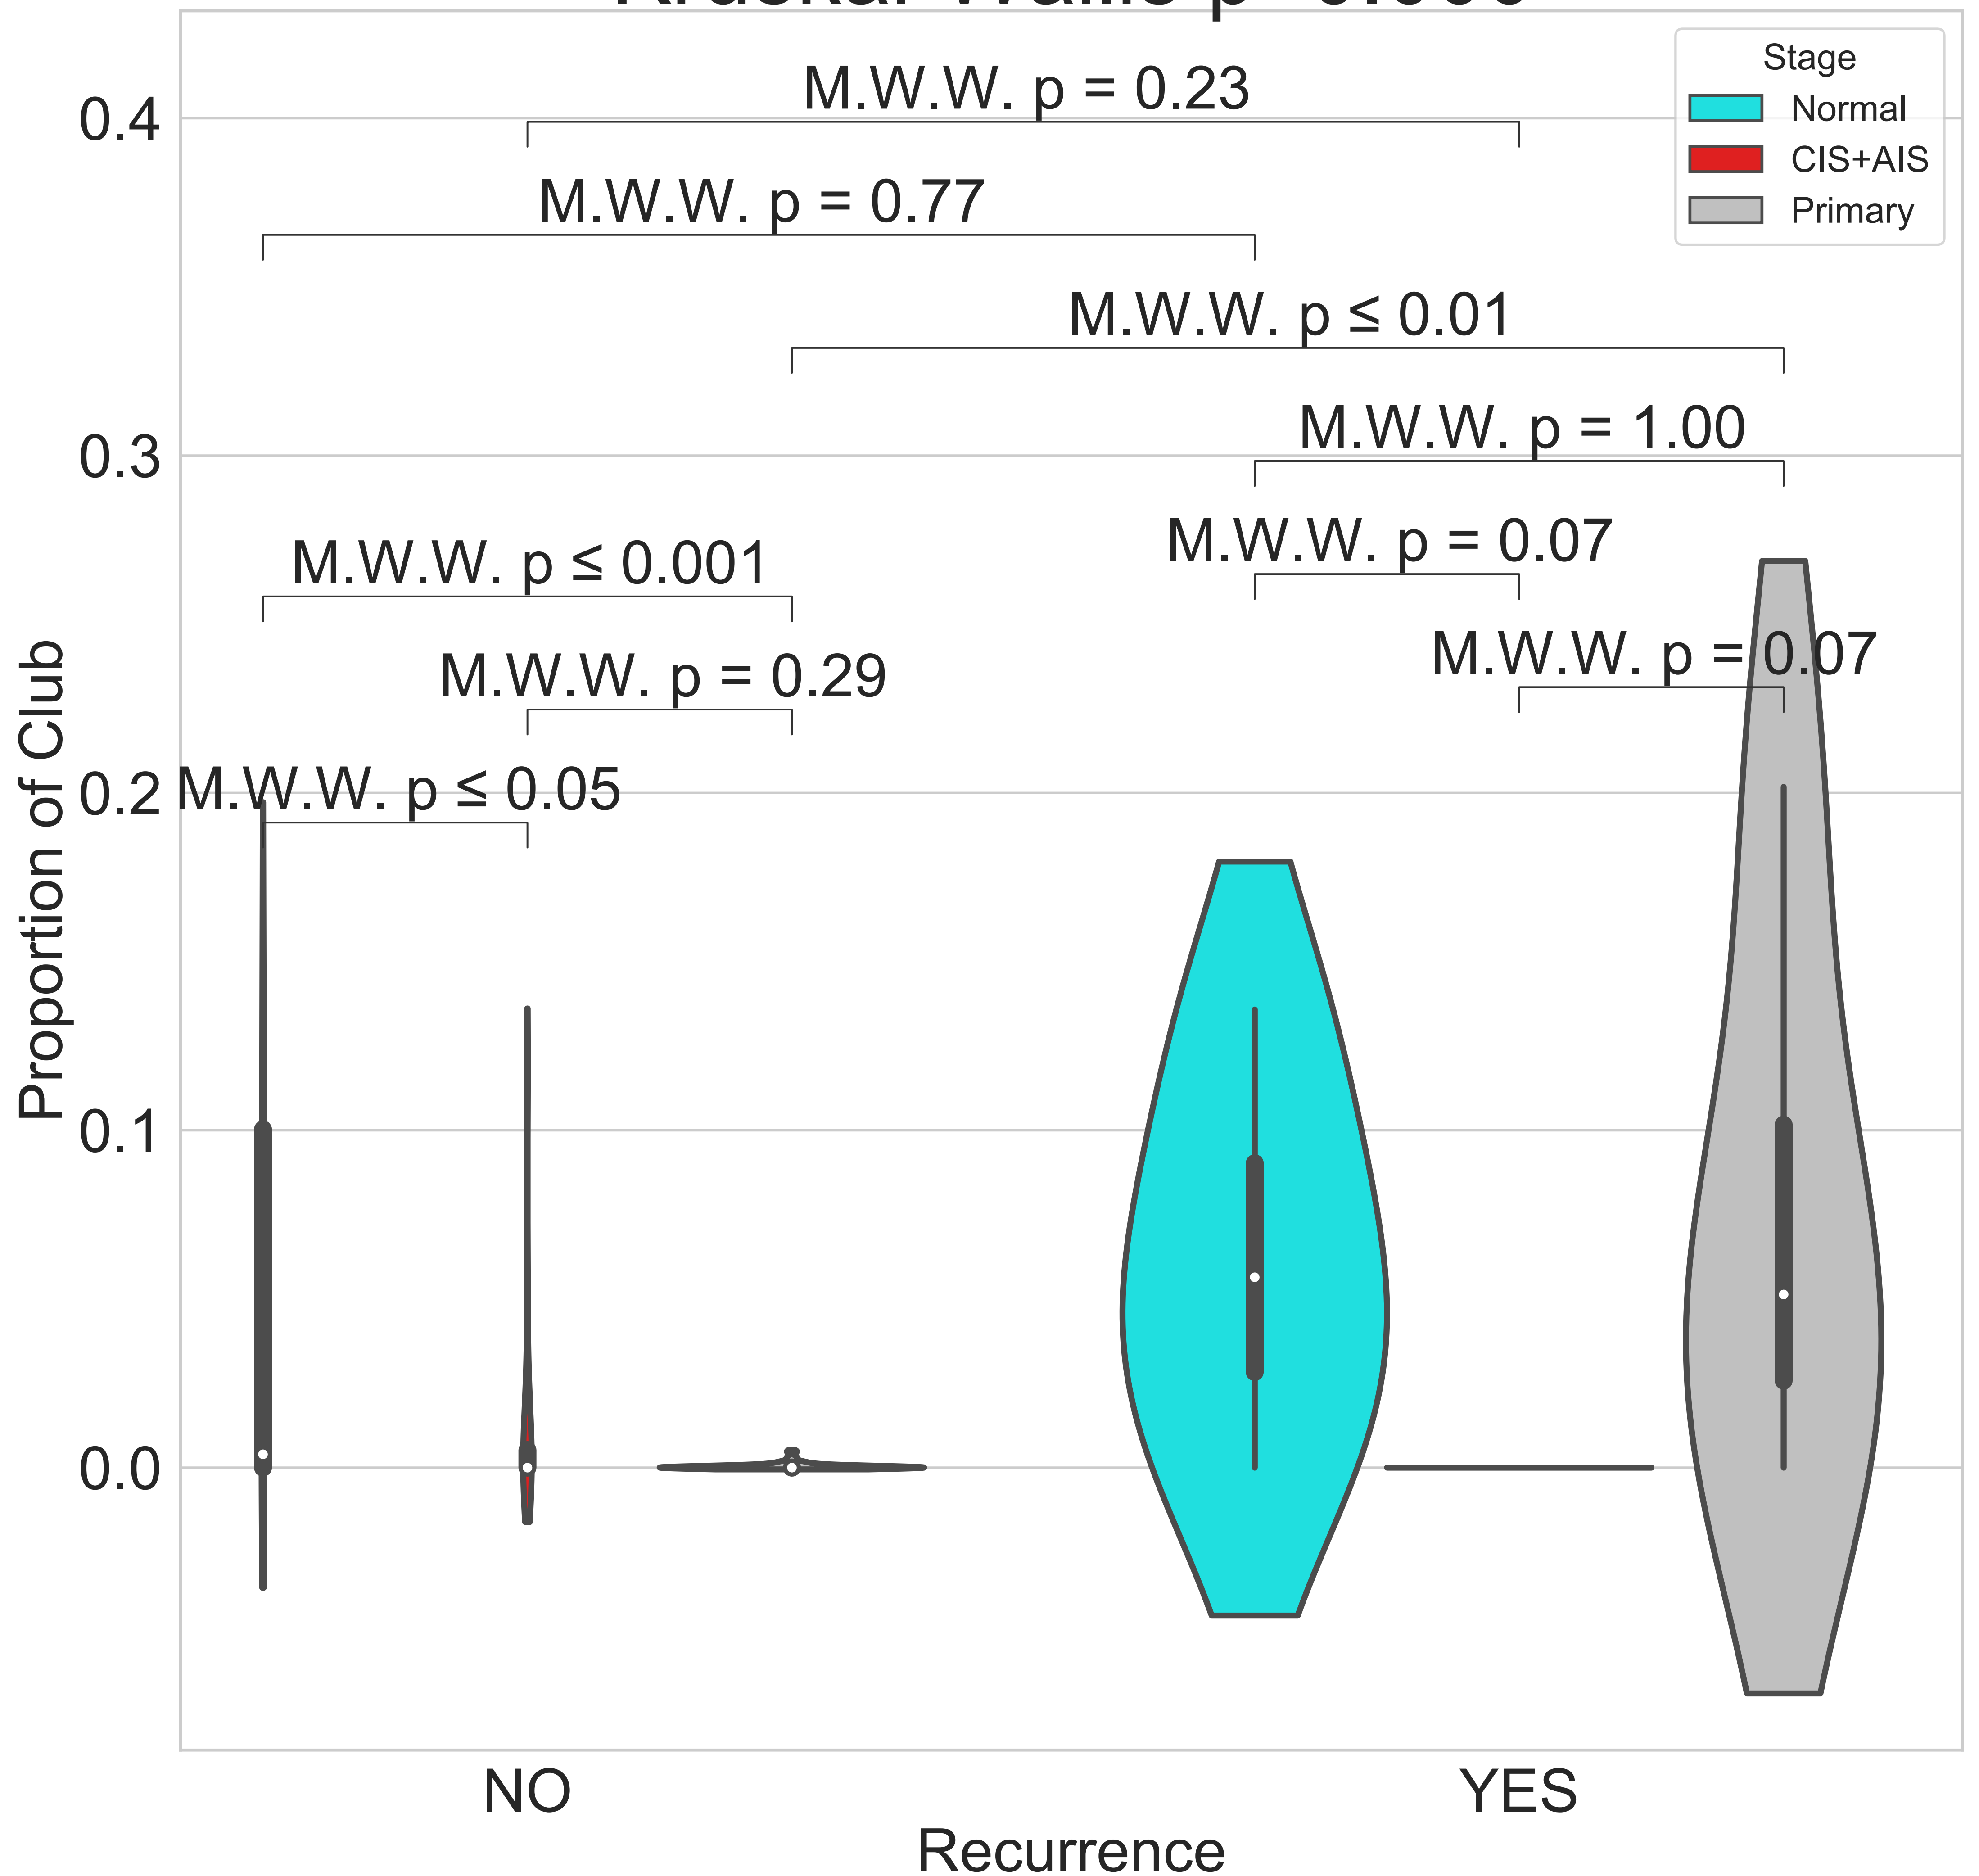 Stage
Normal
CIS+AIS
Primary
M.W.W. p = 0.23
M.W.W. p = 0.77
M.W.W. p ≤ 0.01
M.W.W. p = 1.00
M.W.W. p = 0.07
M.W.W. p ≤ 0.001
M.W.W. p = 0.07
M.W.W. p = 0.29
M.W.W. p ≤ 0.05
0.4
0.3
0.2
0.1
0.0
Proportion of Club
NO
YES
Recurrence